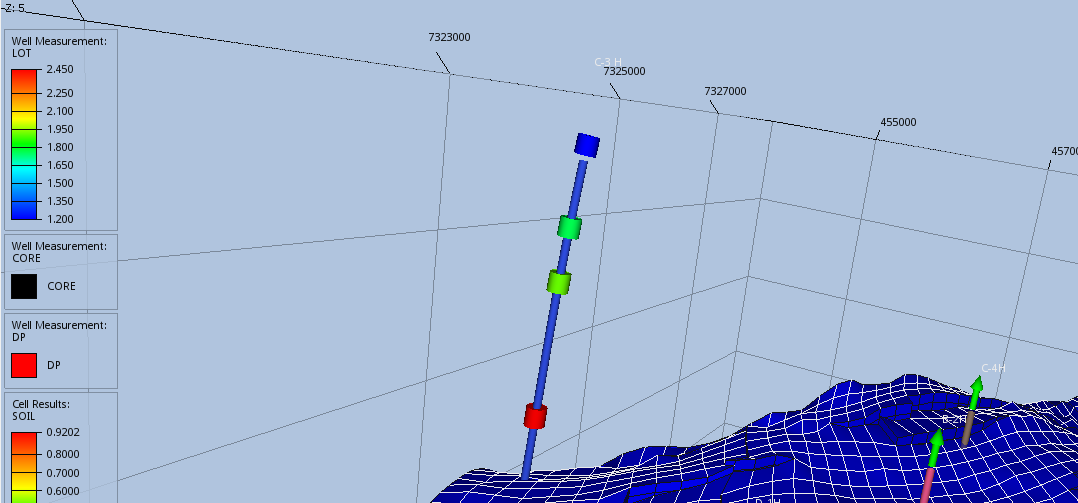 Z: 5
7323000
C-3 H
7325000
7327000
455000
Well Measurement:
LOT
2.450
2.250
2.100
1.950
1.800
1.650
1.500
1.350
1.200
Well Measurement:
CORE
CORE
Well Measurement:
DP
DP
Cell Results:
SOIL
0.9202
0.8000
0.7000
0.6000
C-4H